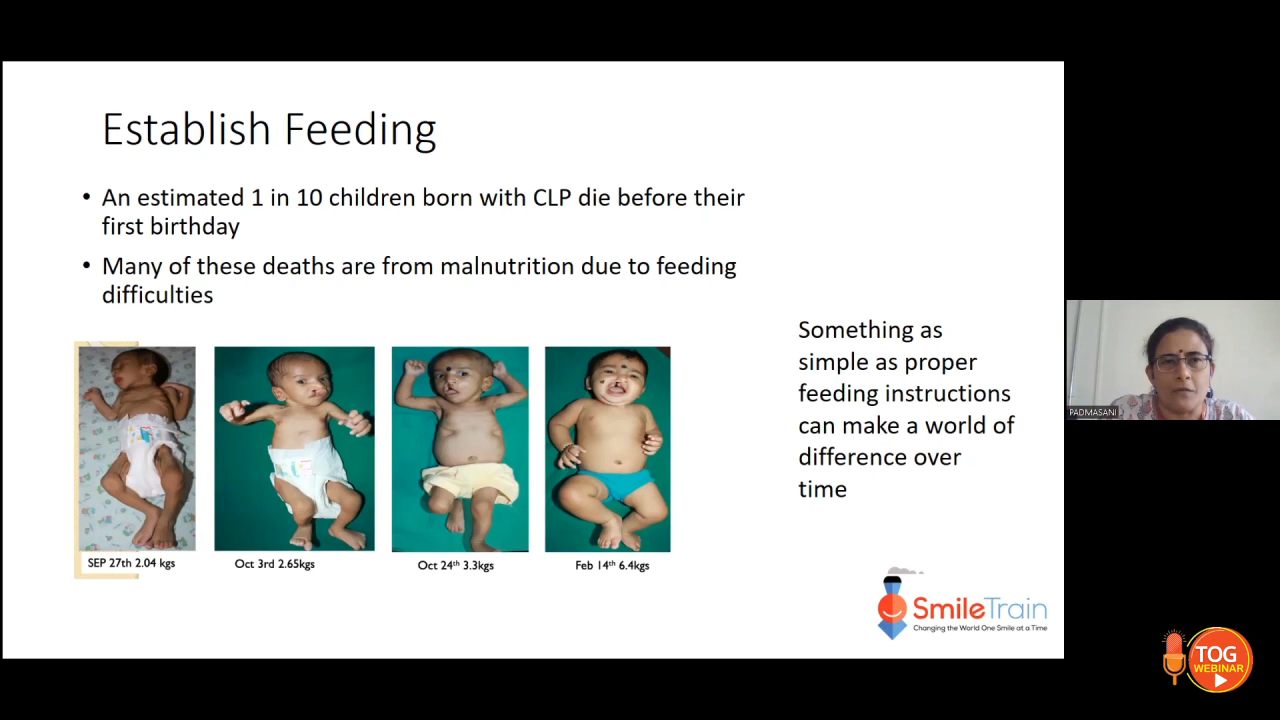 Establish Feeding
• An estimated 1 in 10 children born with CLP die before their
first birthday
• Many of these deaths are from malnutrition due to feeding
difficulties
SEP 27th 2.04 kgs
Oct 3rd 2.65kgs
Oct 24th 3.3kgs
Feb 14th 6.4kgs
Something as
simple as proper
feeding instructions
can make a world of
difference over
time
SmileTrain
Changing the World One Smile at a Time
PADMASANI
TOG
WEBINAR